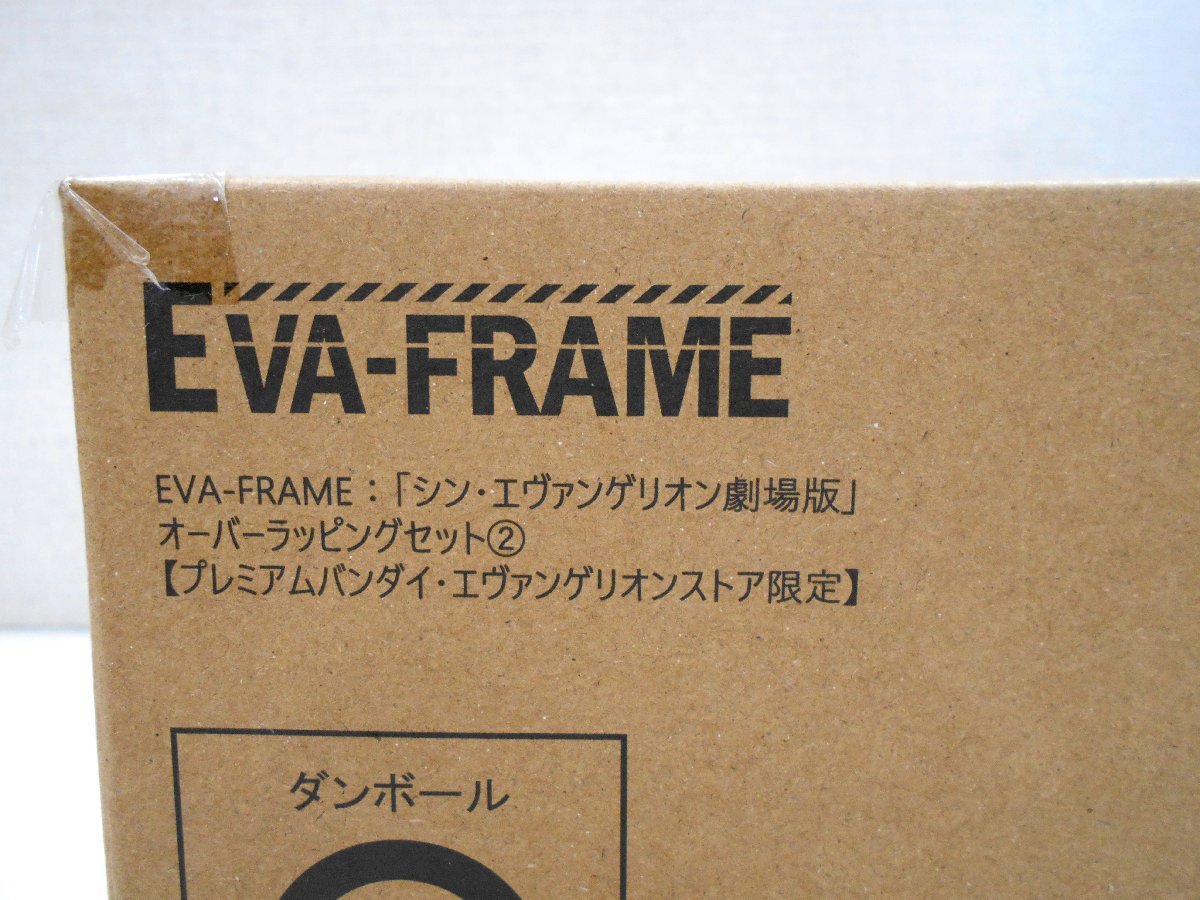 EVA-FRAME
EVA-FRAME：「シン・エヴァンゲリオン劇場版」
オーバーラッピングセット②
【プレミアムバンダイ・エヴァンゲリオンストア限定】
ダンボール